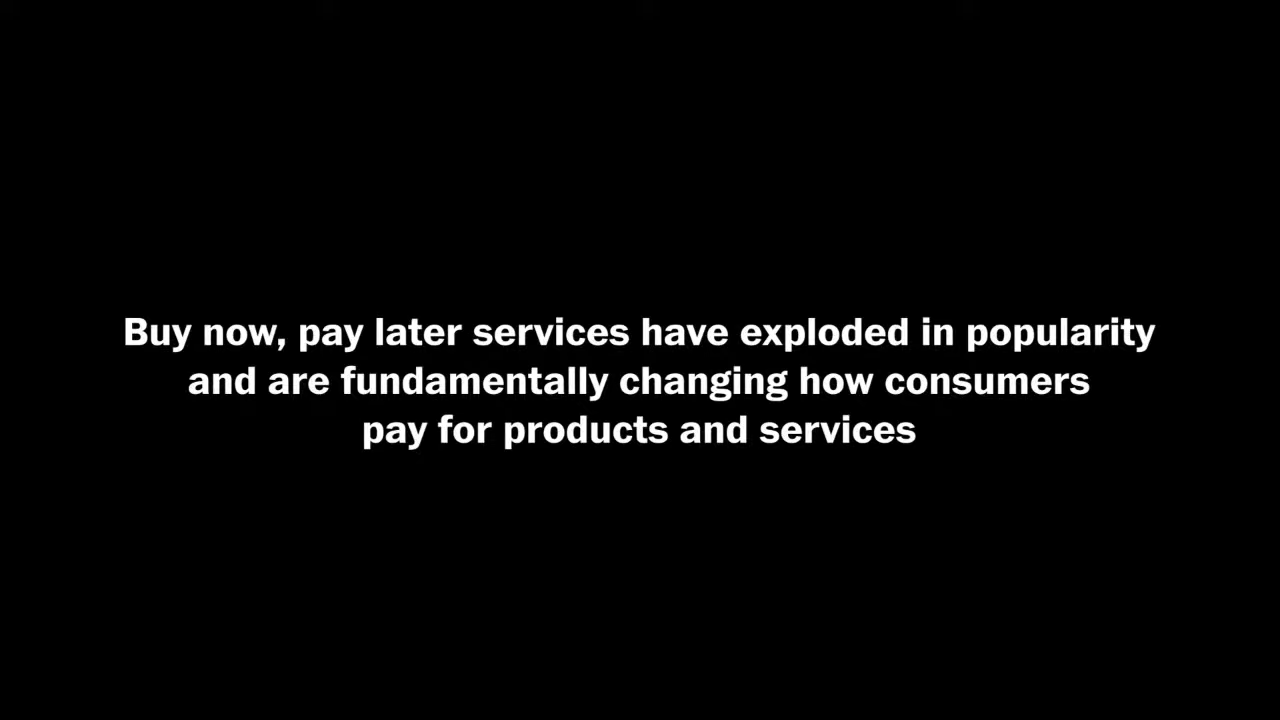 Buy now, pay later services have exploded in popularity
and are fundamentally changing how consumers
pay for products and services